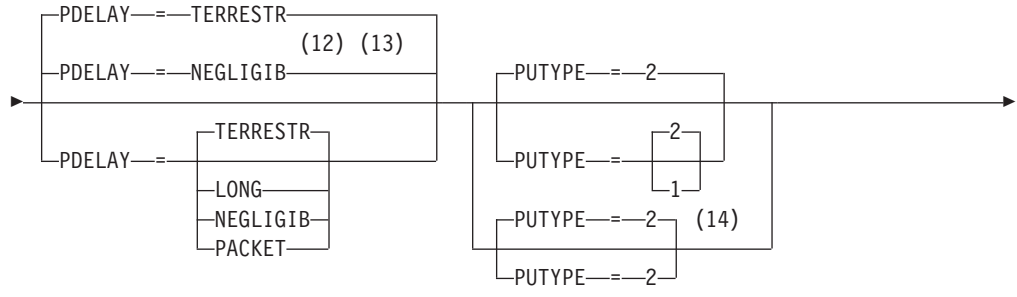 PDELAY = TERRESTR
(12) (13)
PDELAY = NEGLIGIB
PUTYPE = 2
TERRESTR
2
PDELAY =
PUTYPE =
LONG
1
NEGLIGIB
PUTYPE = 2 (14)
PACKET
PUTYPE = 2